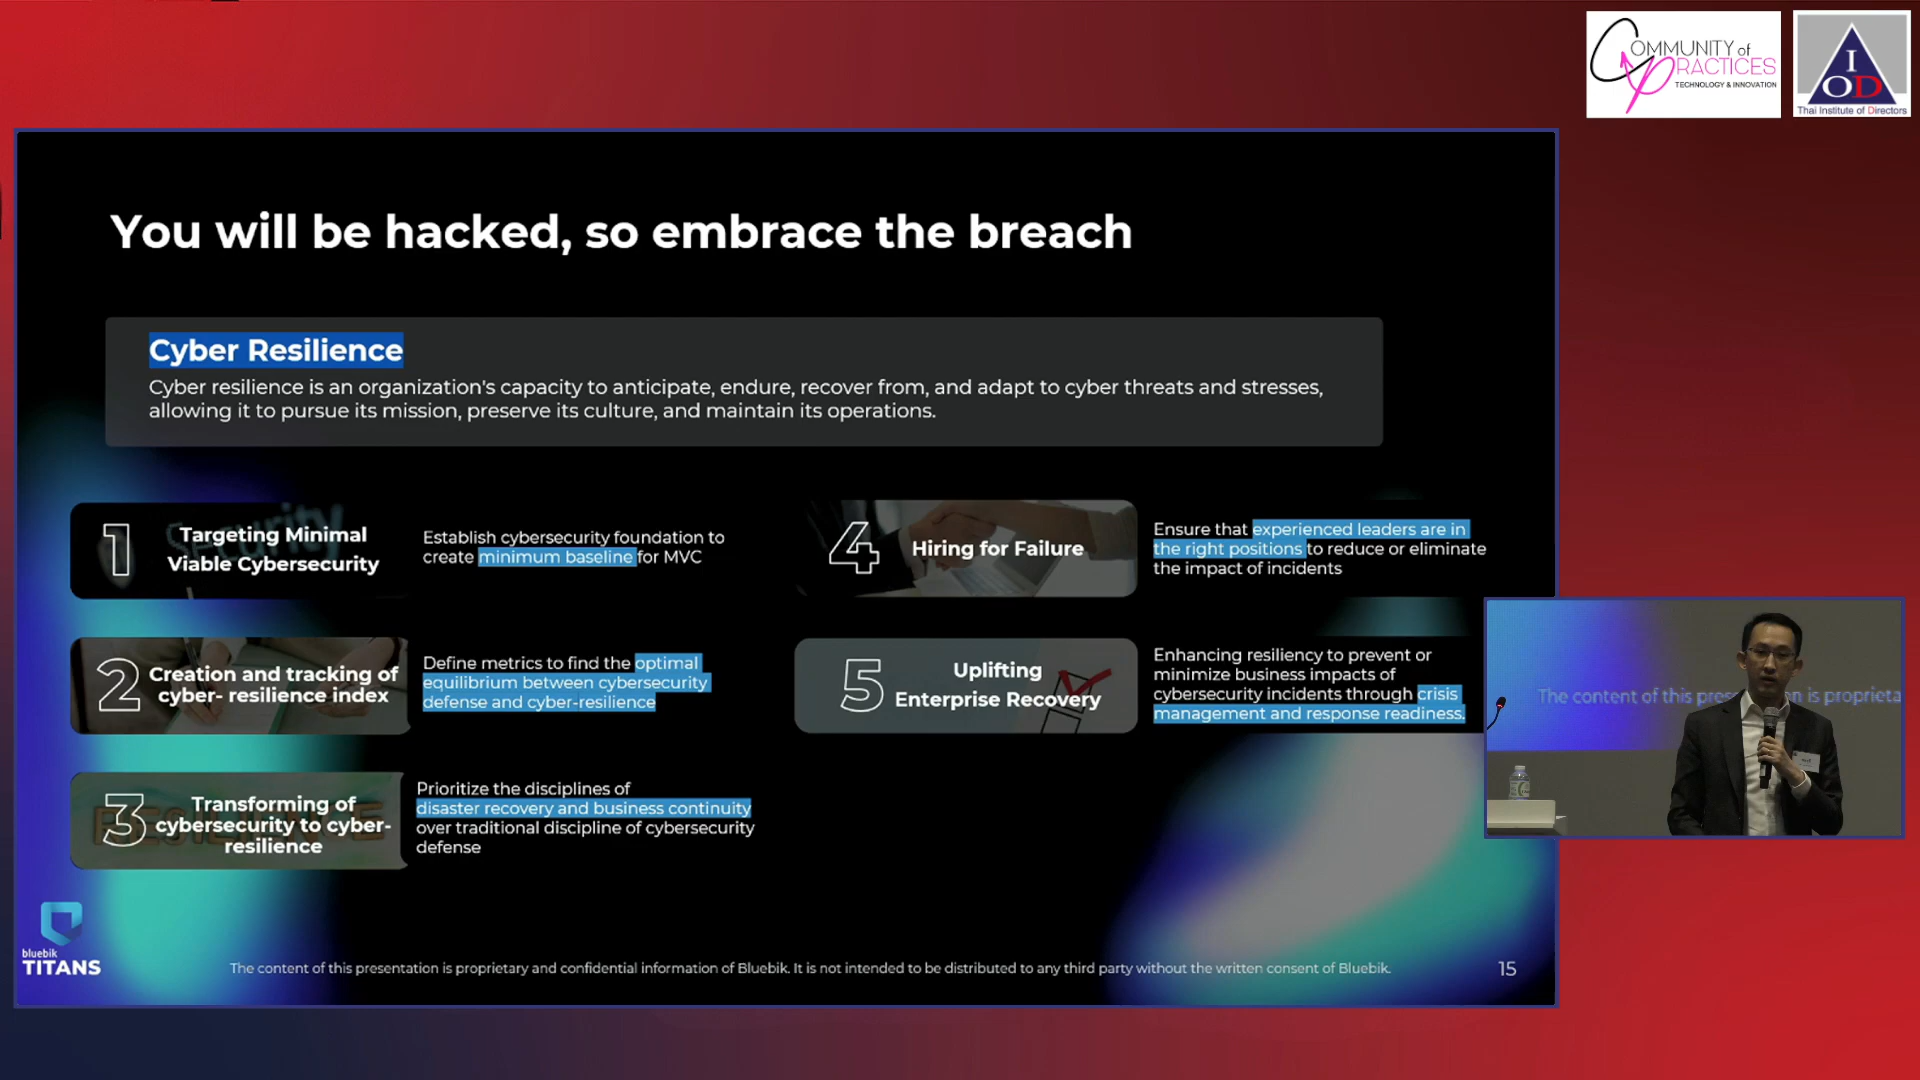 COMMUNITY of
PRACTICES
TECHNOLOGY & INNOVATION
IOD
Thai Institute of Directors
You will be hacked, so embrace the breach
Cyber Resilience
Cyber resilience is an organization's capacity to anticipate, endure, recover from, and adapt to cyber threats and stresses,
allowing it to pursue its mission, preserve its culture, and maintain its operations.
1
Security
Targeting Minimal
Viable Cybersecurity
Establish cybersecurity foundation to
create minimum baseline for MVC
2
Creation and tracking of
cyber- resilience index
Define metrics to find the optimal
equilibrium between cybersecurity
defense and cyber-resilience
3
Transforming of
cybersecurity to cyber-
resilience
Prioritize the disciplines of
disaster recovery and business continuity
over traditional discipline of cybersecurity
defense
4
Hiring for Failure
Ensure that experienced leaders are in
the right positions to reduce or eliminate
the impact of incidents
5
Uplifting
Enterprise Recovery
Enhancing resiliency to prevent or
minimize business impacts of
cybersecurity incidents through crisis
management and response readiness.
The content of this pres
n is proprieta
bluebik
TITANS
The content of this presentation is proprietary and confidential information of Bluebik. It is not intended to be distributed to any third party without the written consent of Bluebik.
15